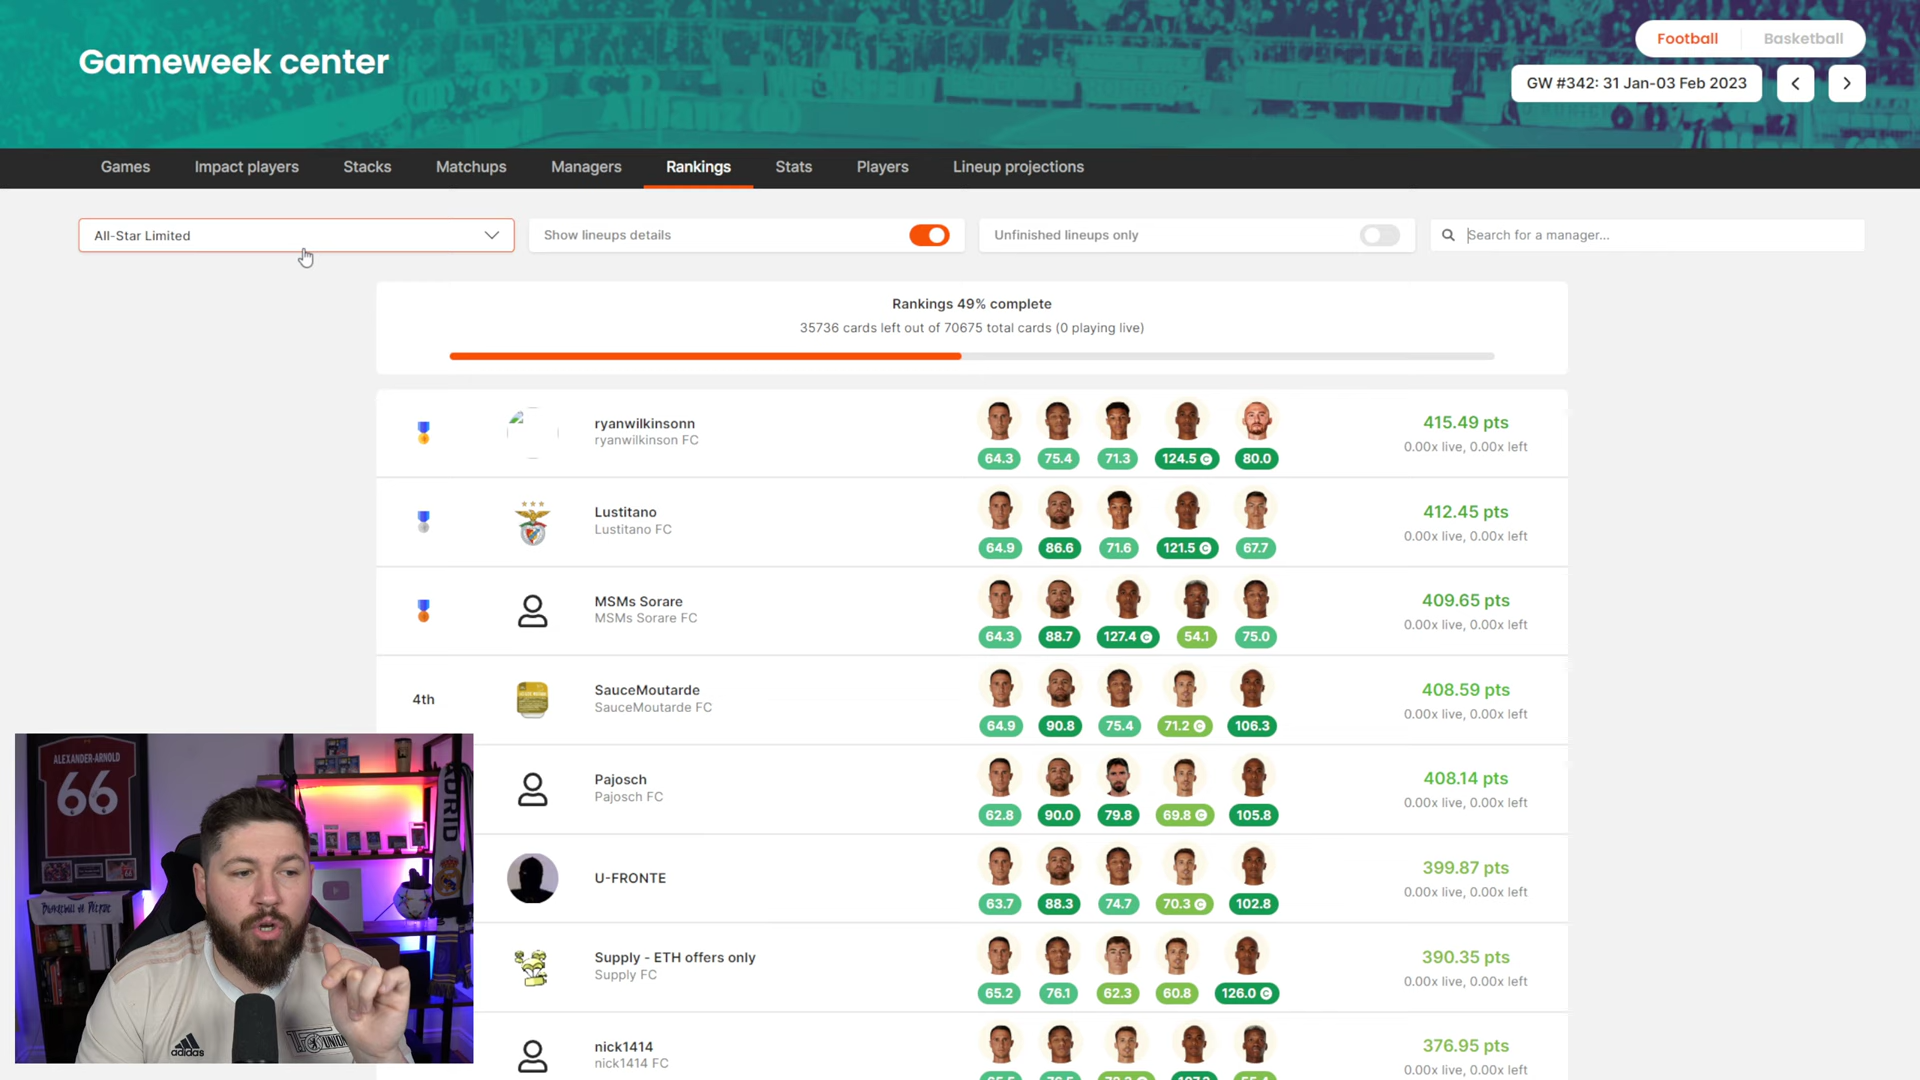 Gameweek center
Football
Basketball
GW #342: 31 Jan-03 Feb 2023
Games
Impact players
Stacks
Matchups
Managers
Rankings
Stats
Players
Lineup projections
All-Star Limited
Show lineups details
Unfinished lineups only
Search for a manager...
Rankings 49% complete
35736 cards left out of 70675 total cards (0 playing live)
ryanwilkinsonn
ryanwilkinson FC
64.3 75.4 71.3 124.5 C 80.0
415.49 pts
0.00x live, 0.00x left
Lustitano
Lustitano FC
64.9 86.6 71.6 121.5 C 67.7
412.45 pts
0.00x live, 0.00x left
MSMs Sorare
MSMs Sorare FC
64.3 88.7 127.4 C 54.1 75.0
409.65 pts
0.00x live, 0.00x left
4th
SauceMoutarde
SauceMoutarde FC
64.9 90.8 75.4 71.2 C 106.3
408.59 pts
0.00x live, 0.00x left
Pajosch
Pajosch FC
62.8 90.0 79.8 69.8 C 105.8
408.14 pts
0.00x live, 0.00x left
U-FRONTE
63.7 88.3 74.7 70.3 C 102.8
399.87 pts
0.00x live, 0.00x left
Supply - ETH offers only
Supply FC
65.2 76.1 62.3 60.8 126.0 C
390.35 pts
0.00x live, 0.00x left
nick1414
nick1414 FC
376.95 pts
0.00x live, 0.00x left
ALEXANDER-ARNOLD
66
adidas
UNION